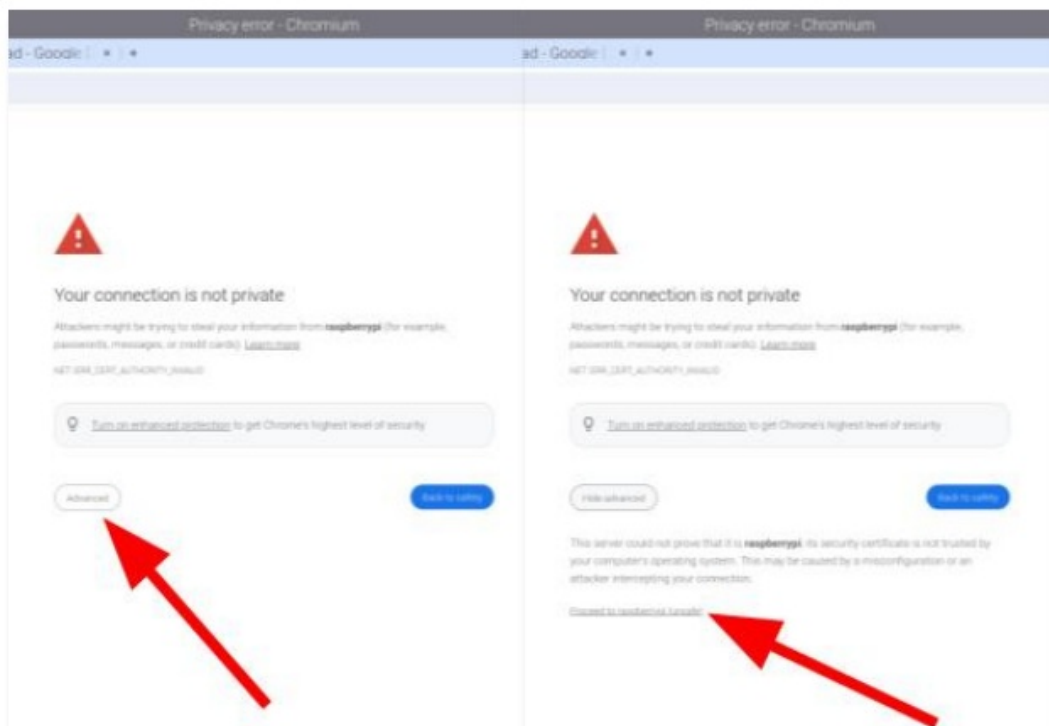 Privacy error - Chromium
ad - Google
Your connection is not private
Attackers might be trying to steal your information from raspberrypi (for example,
passwords, messages, or credit cards). Learn more
NET::ERR_CERT_AUTHORITY_INVALID
Turn on enhanced protection to get Chrome's highest level of security
Advanced
Back to safety
Privacy error - Chromium
ad - Google
Your connection is not private
Attackers might be trying to steal your information from raspberrypi (for example,
passwords, messages, or credit cards). Learn more
NET::ERR_CERT_AUTHORITY_INVALID
Turn on enhanced protection to get Chrome's highest level of security
Hide advanced
Back to safety
This server could not prove that it is raspberrypi; its security certificate is not trusted by
your computer's operating system. This may be caused by a misconfiguration or an
attacker intercepting your connection.
Proceed to raspberrypi (unsafe)